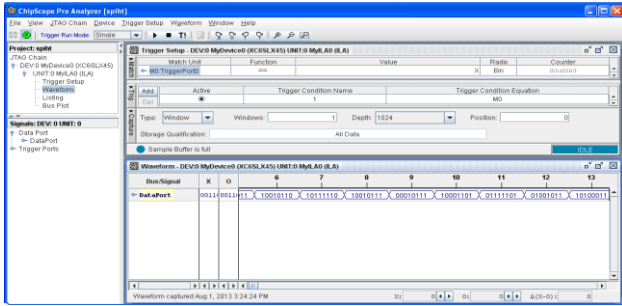 ChipScope Pro Analyzer [spiht]
File View JTAG Chain Device Trigger Setup Waveform Window Help
Trigger Run Mode: Single T!
Project: spiht
JTAG Chain
DEV:0 MyDevice0 (XC6SLX45)
UNIT:0 MyILA0 (ILA)
Trigger Setup
Waveform
Listing
Bus Plot
Signals: DEV: 0 UNIT: 0
Data Port
DataPort
Trigger Ports
Trigger Setup - DEV:0 MyDevice0 (XC6SLX45) UNIT:0 MyILA0 (ILA)
Match
Match Unit Function Value Radix Counter
M0:TriggerPort0 == X Bin disabled
Trig
Add Active Trigger Condition Name Trigger Condition Equation
Del 1 M0
Capture
Type: Window Windows: 1 Depth: 1024 Position: 0
Storage Qualification: All Data
Sample Buffer is full IDLE
Waveform - DEV:0 MyDevice0 (XC6SLX45) UNIT:0 MyILA0 (ILA)
Bus/Signal X O 6 7 8 9 10 11 12 13
DataPort 0011 0011 011 10010110 10111110 10010111 00010111 10001101 01111101 01001011 10100011
Waveform captured Aug 1, 2013 3:24:24 PM X: 0 O: 0 Δ(X-O): 0